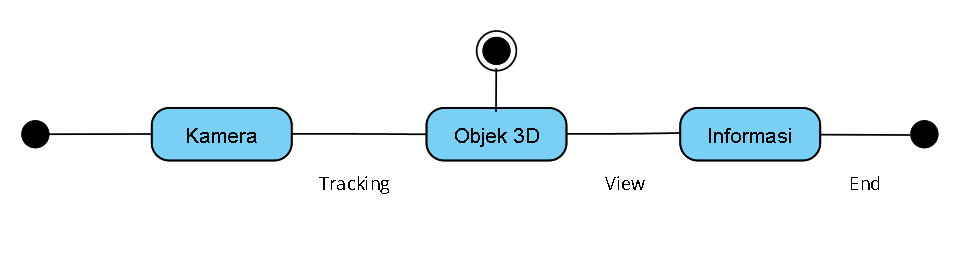 Kamera
Objek 3D
Informasi
Tracking
View
End